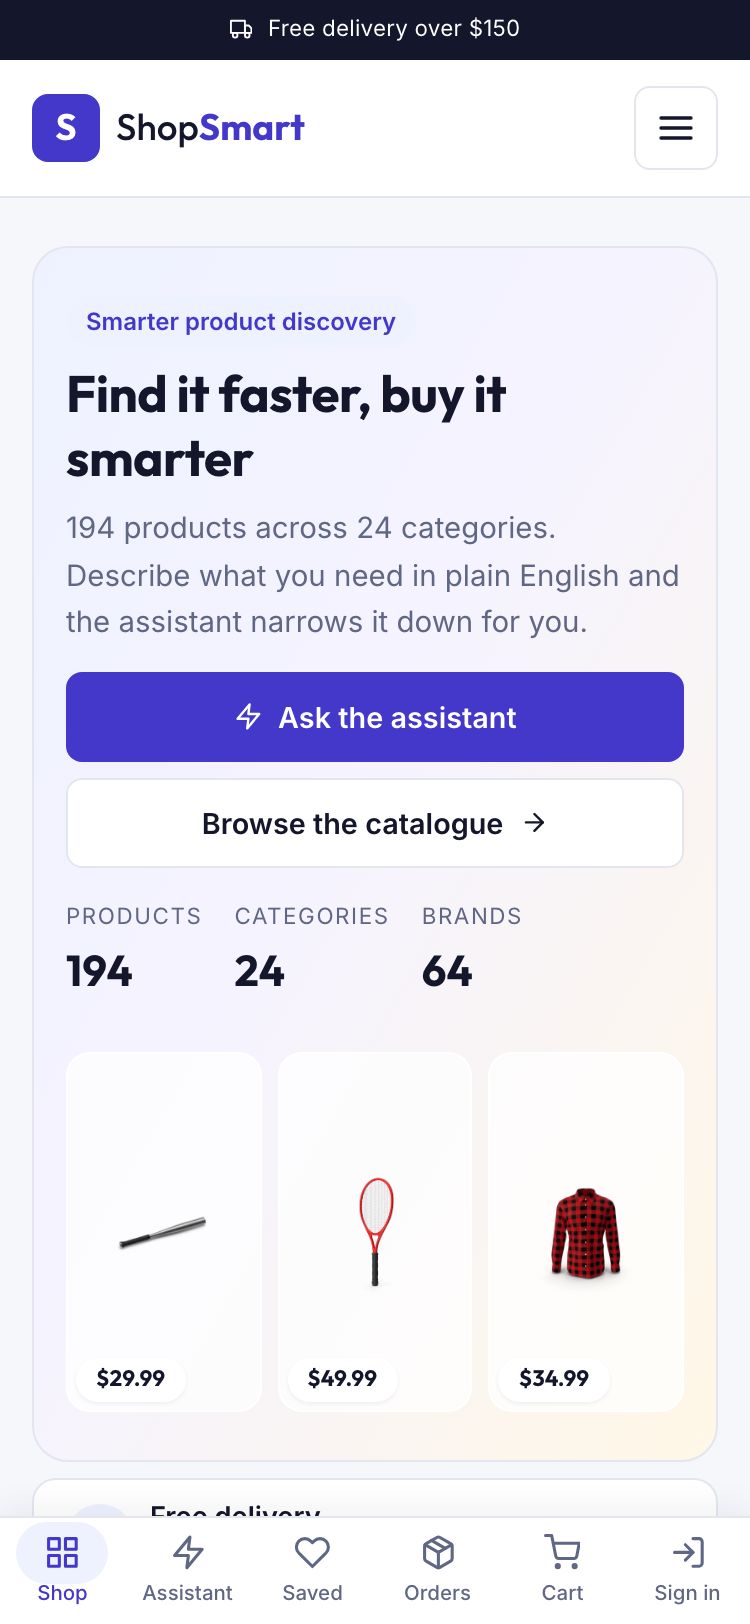 Free delivery over $150
S
ShopSmart
Smarter product discovery
Find it faster, buy it
smarter
194 products across 24 categories.
Describe what you need in plain English and
the assistant narrows it down for you.
Ask the assistant
Browse the catalogue
PRODUCTS CATEGORIES BRANDS
194 24 64
$29.99 $49.99 $34.99
Free delivery
Shop Assistant Saved Orders Cart Sign in